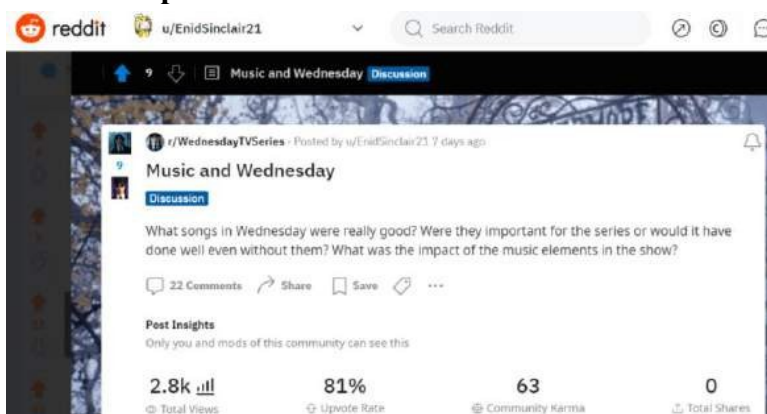 reddit u/EnidSinclair21 Search Reddit
9 Music and Wednesday Discussion
r/WednesdayTVSeries · Posted by u/EnidSinclair21 7 days ago
9
Music and Wednesday
Discussion
What songs in Wednesday were really good? Were they important for the series or would it have
done well even without them? What was the impact of the music elements in the show?
22 Comments Share Save ...
Post Insights
Only you and mods of this community can see this
2.8k 81% 63 0
Total Views Upvote Rate Community Karma Total Shares